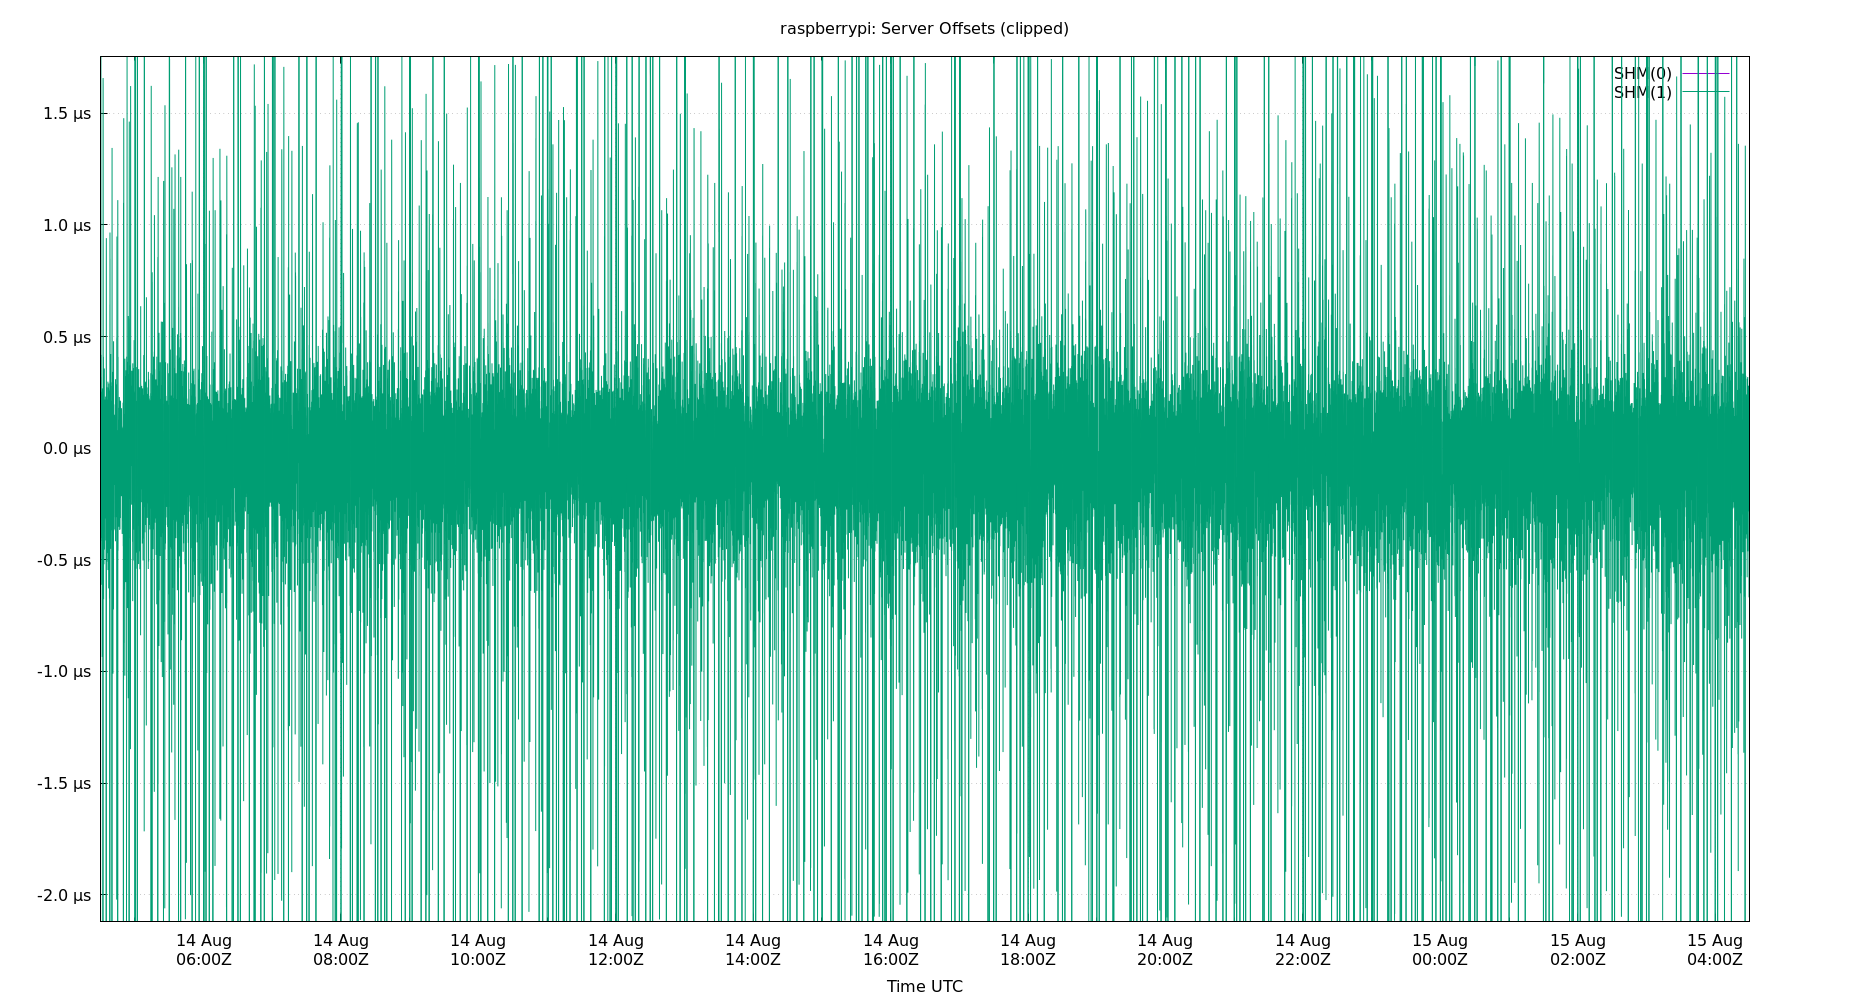 raspberrypi: Server Offsets (clipped)
SHM(0)
SHM(1)
1.5 μs
1.0 μs
0.5 μs
0.0 μs
-0.5 μs
-1.0 μs
-1.5 μs
-2.0 μs
14 Aug 14 Aug 14 Aug 14 Aug 14 Aug 14 Aug 14 Aug 14 Aug 14 Aug 15 Aug 15 Aug 15 Aug
06:00Z 08:00Z 10:00Z 12:00Z 14:00Z 16:00Z 18:00Z 20:00Z 22:00Z 00:00Z 02:00Z 04:00Z
Time UTC